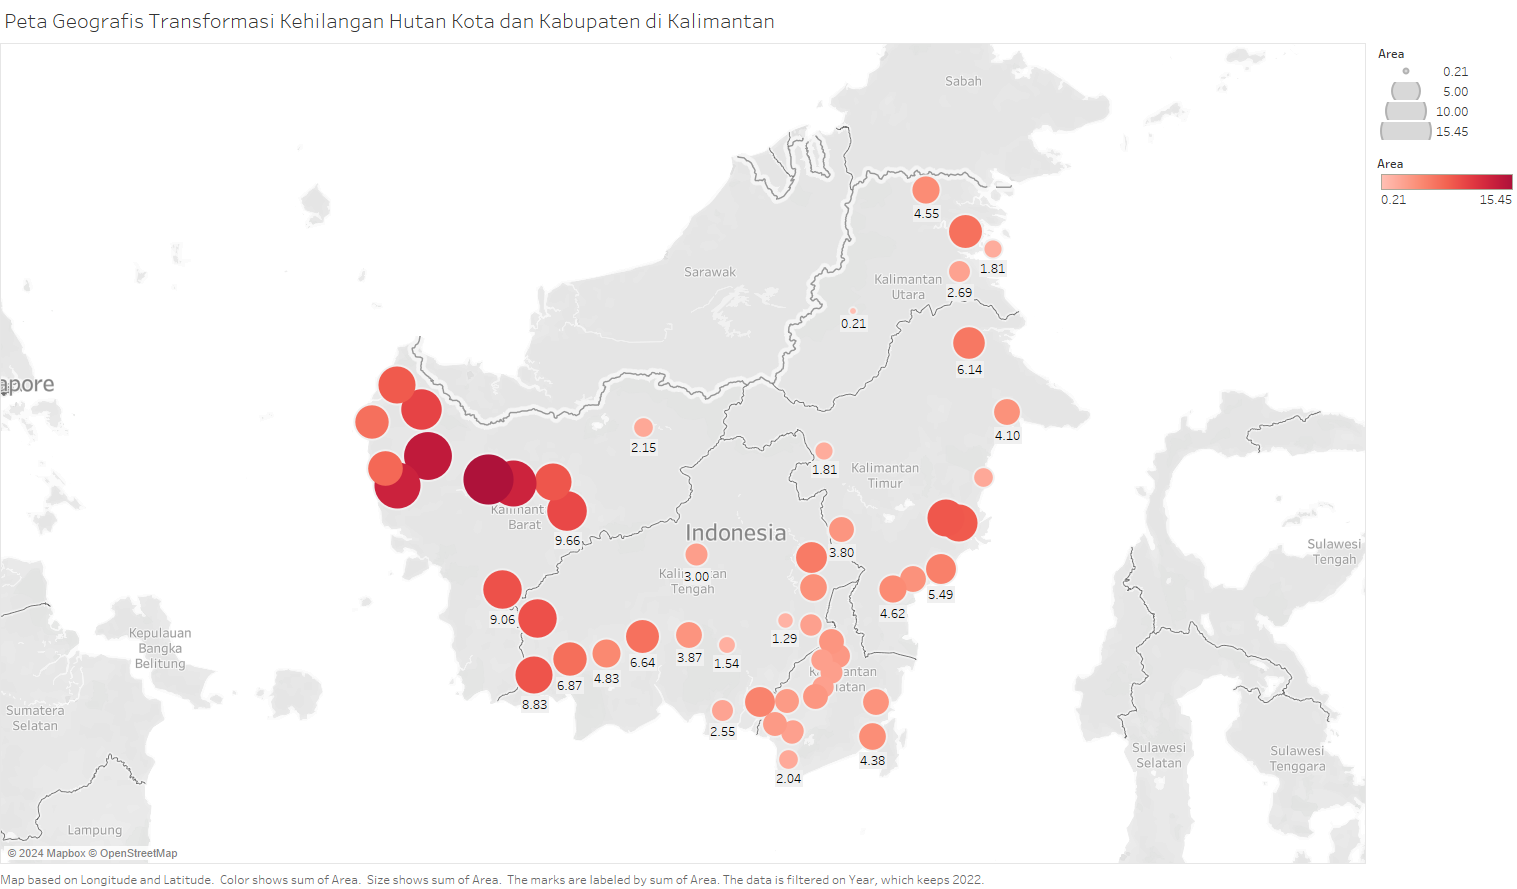 Peta Geografis Transformasi Kehilangan Hutan Kota dan Kabupaten di Kalimantan
Area
0.21
5.00
10.00
15.45
Area
0.21
15.45
Sabah
4.55
1.81
Sarawak
Kalimantan
Utara
2.69
0.21
6.14
apore
4.10
2.15
1.81
Kalimantan
Timur
Kalimant
Barat
9.66
Indonesia
3.80
Sulawesi
Tengah
3.00
Tengah
5.49
4.62
9.06
Kepulauan
Bangka
Belitung
1.29
6.64
3.87
1.54
4.83
6.87
8.83
2.55
Sumatera
Selatan
4.38
2.04
Sulawesi
Selatan
Sulawesi
Tenggara
Lampung
© 2024 Mapbox © OpenStreetMap
Map based on Longitude and Latitude. Color shows sum of Area. Size shows sum of Area. The marks are labeled by sum of Area. The data is filtered on Year, which keeps 2022.